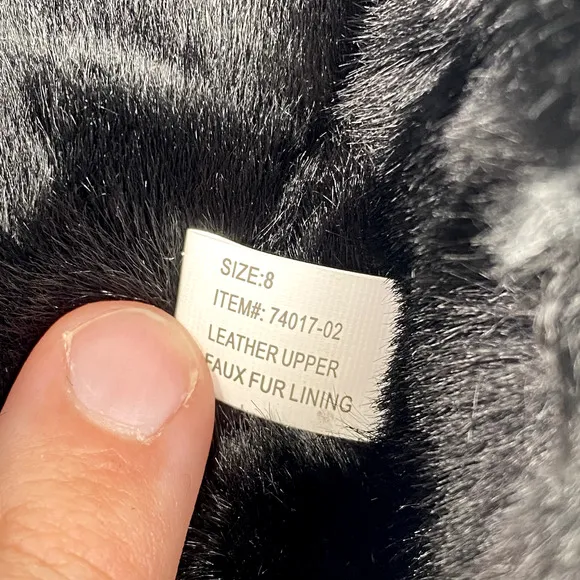 SIZE:8
ITEM#: 74017-02
LEATHER UPPER
FAUX FUR LINING